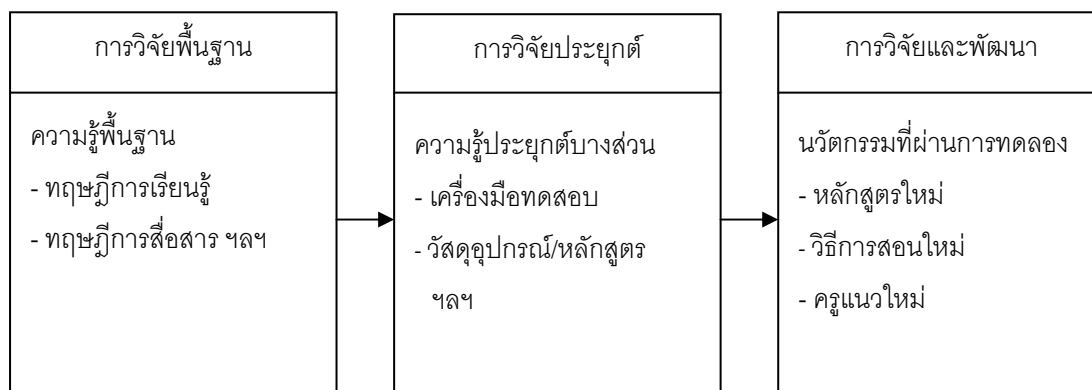 การวิจัยพื้นฐาน
ความรู้พื้นฐาน
- ทฤษฎีการเรียนรู้
- ทฤษฎีการสื่อสาร ฯลฯ
การวิจัยประยุกต์
ความรู้ประยุกต์บางส่วน
- เครื่องมือทดสอบ
- วัสดุอุปกรณ์/หลักสูตร
ฯลฯ
การวิจัยและพัฒนา
นวัตกรรมที่ผ่านการทดลอง
- หลักสูตรใหม่
- วิธีการสอนใหม่
- ครูแนวใหม่